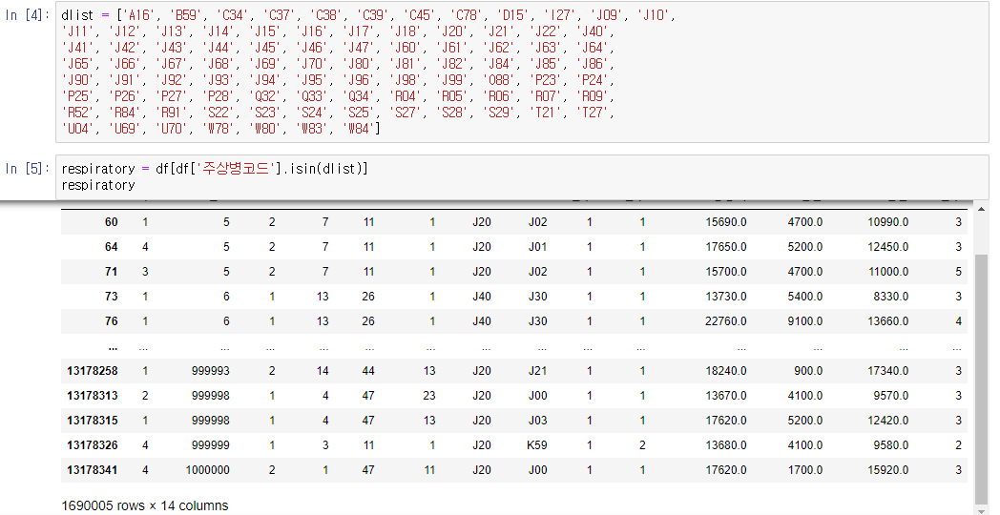 In [4]: dlist = ['A16', 'B59', 'C34', 'C37', 'C38', 'C39', 'C45', 'C78', 'D15', 'I27', 'J09', 'J10',
'J11', 'J12', 'J13', 'J14', 'J15', 'J16', 'J17', 'J18', 'J20', 'J21', 'J22', 'J40',
'J41', 'J42', 'J43', 'J44', 'J45', 'J46', 'J47', 'J60', 'J61', 'J62', 'J63', 'J64',
'J65', 'J66', 'J67', 'J68', 'J69', 'J70', 'J80', 'J81', 'J82', 'J84', 'J85', 'J86',
'J90', 'J91', 'J92', 'J93', 'J94', 'J95', 'J96', 'J98', 'J99', 'O88', 'P23', 'P24',
'P25', 'P26', 'P27', 'P28', 'Q32', 'Q33', 'Q34', 'R04', 'R05', 'R06', 'R07', 'R09',
'R52', 'R84', 'R91', 'S22', 'S23', 'S24', 'S25', 'S27', 'S28', 'S29', 'T21', 'T27',
'U04', 'U69', 'U70', 'W78', 'W80', 'W83', 'W84']
In [5]: respiratory = df[df['주상병코드'].isin(dlist)]
respiratory
60 1 5 2 7 11 1 J20 J02 1 1 15690.0 4700.0 10990.0 3
64 4 5 2 7 11 1 J20 J01 1 1 17650.0 5200.0 12450.0 3
71 3 5 2 7 11 1 J20 J02 1 1 15700.0 4700.0 11000.0 5
73 1 6 1 13 26 1 J40 J30 1 1 13730.0 5400.0 8330.0 3
76 1 6 1 13 26 1 J40 J30 1 1 22760.0 9100.0 13660.0 4
... ... ... ... ... ... ... ... ... ... ... ... ... ... ...
13178258 1 999993 2 14 44 13 J20 J21 1 1 18240.0 900.0 17340.0 3
13178313 2 999998 1 4 47 23 J20 J00 1 1 13670.0 4100.0 9570.0 3
13178315 1 999998 1 4 47 13 J20 J03 1 1 17620.0 5200.0 12420.0 3
13178326 4 999999 1 3 11 1 J20 K59 1 2 13680.0 4100.0 9580.0 2
13178341 4 1000000 2 1 47 11 J20 J00 1 1 17620.0 1700.0 15920.0 3
1690005 rows × 14 columns